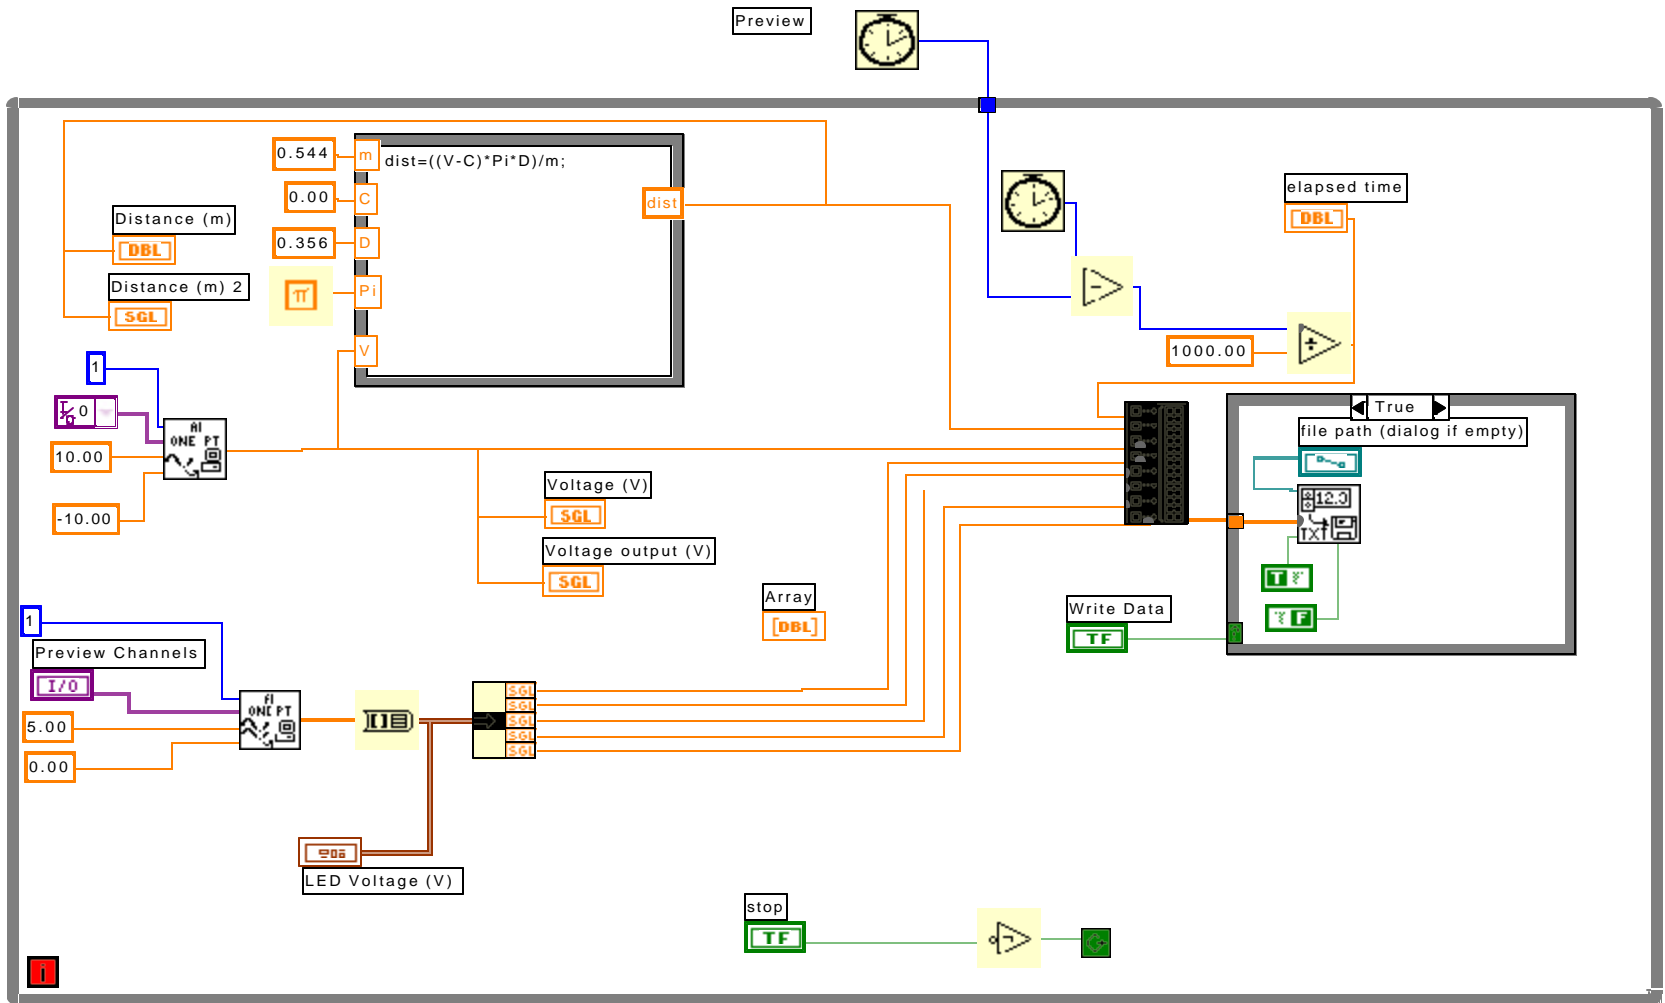 Preview
0.544
m
dist=((V-C)*Pi*D)/m;
0.00
C
dist
elapsed time
DBL
Distance (m)
DBL
0.356
D
Distance (m) 2
SGL
π
Pi
1000.00
V
1
0
AI
ONE PT
10.00
-10.00
True
file path (dialog if empty)
12.3
TXT
Voltage (V)
SGL
Voltage output (V)
SGL
T
F
Array
[DBL]
Write Data
TF
1
Preview Channels
I/O
AI
ONE PT
5.00
0.00
SGL
SGL
SGL
SGL
SGL
LED Voltage (V)
stop
TF
i